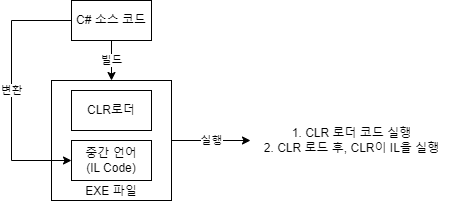 C# 소스 코드
빌드
변환
CLR로더
중간 언어
(IL Code)
EXE 파일
실행
1. CLR 로더 코드 실행
2. CLR 로드 후, CLR이 IL을 실행